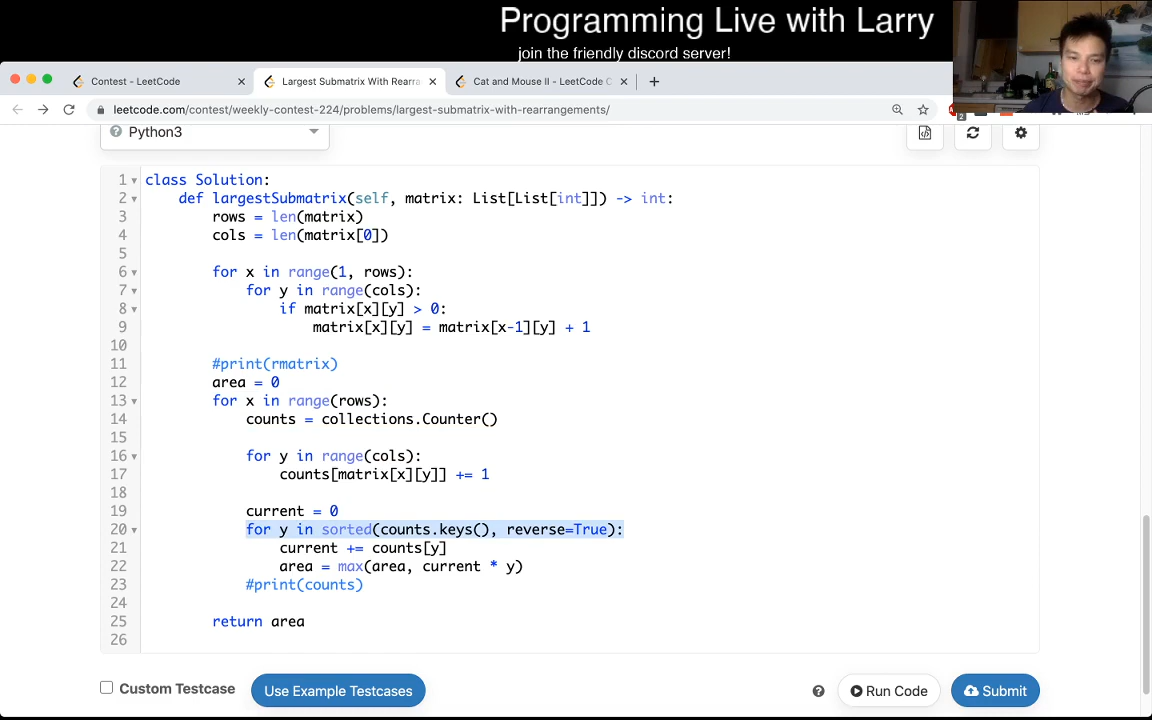 Programming Live with Larry
join the friendly discord server!
Contest - LeetCode
Largest Submatrix With Rearra
Cat and Mouse II - LeetCode C
leetcode.com/contest/weekly-contest-224/problems/largest-submatrix-with-rearrangements/
2
Python3
1 class Solution:
2 def largestSubmatrix(self, matrix: List[List[int]]) -> int:
3 rows = len(matrix)
4 cols = len(matrix[0])
5
6 for x in range(1, rows):
7 for y in range(cols):
8 if matrix[x][y] > 0:
9 matrix[x][y] = matrix[x-1][y] + 1
10
11 #print(rmatrix)
12 area = 0
13 for x in range(rows):
14 counts = collections.Counter()
15
16 for y in range(cols):
17 counts[matrix[x][y]] += 1
18
19 current = 0
20 for y in sorted(counts.keys(), reverse=True):
21 current += counts[y]
22 area = max(area, current * y)
23 #print(counts)
24
25 return area
26
Custom Testcase
Use Example Testcases
Run Code
Submit